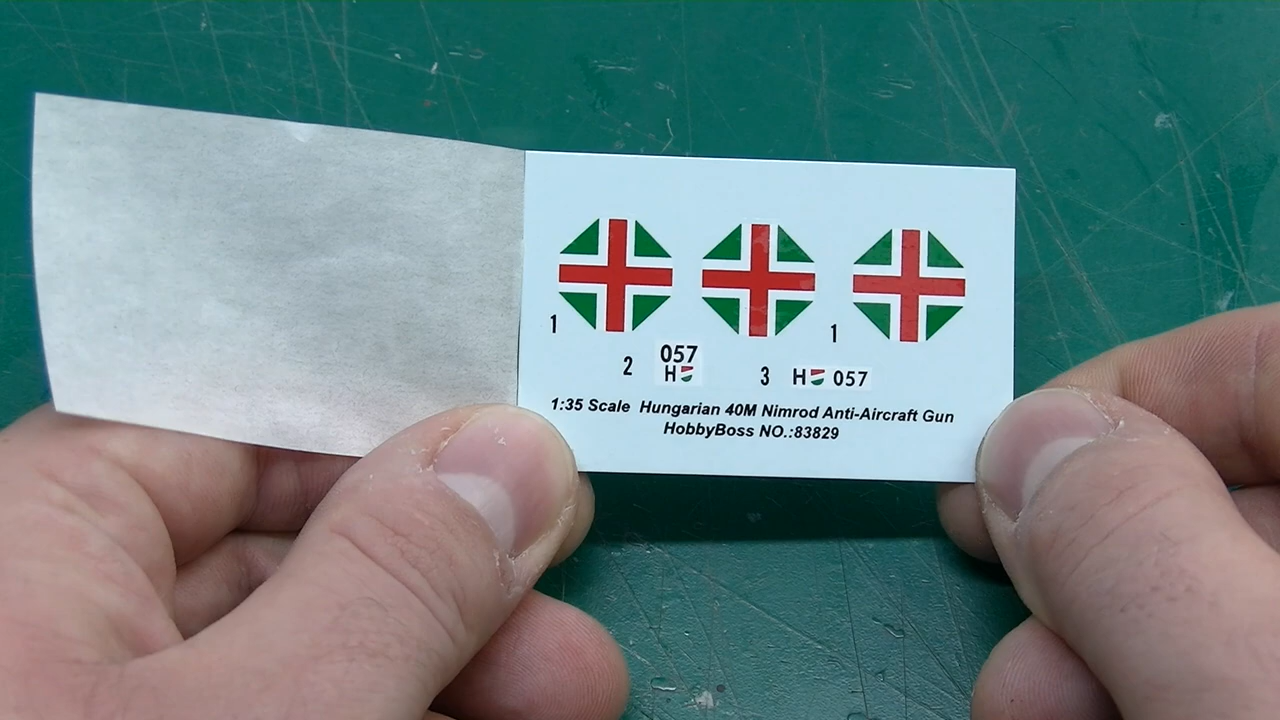 1
1
2
057
H
3
H 057
1:35 Scale Hungarian 40M Nimrod Anti-Aircraft Gun
HobbyBoss NO.:83829